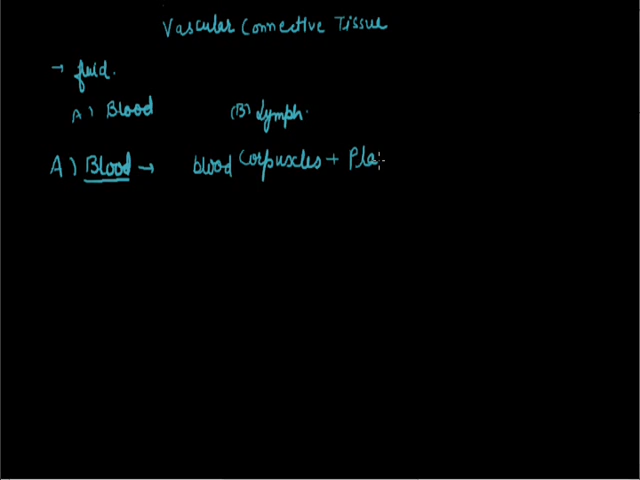 Vascular Connective Tissue
→ fluid.
A) Blood (B) Lymph.
A) Blood → blood Corpuscles + Pla